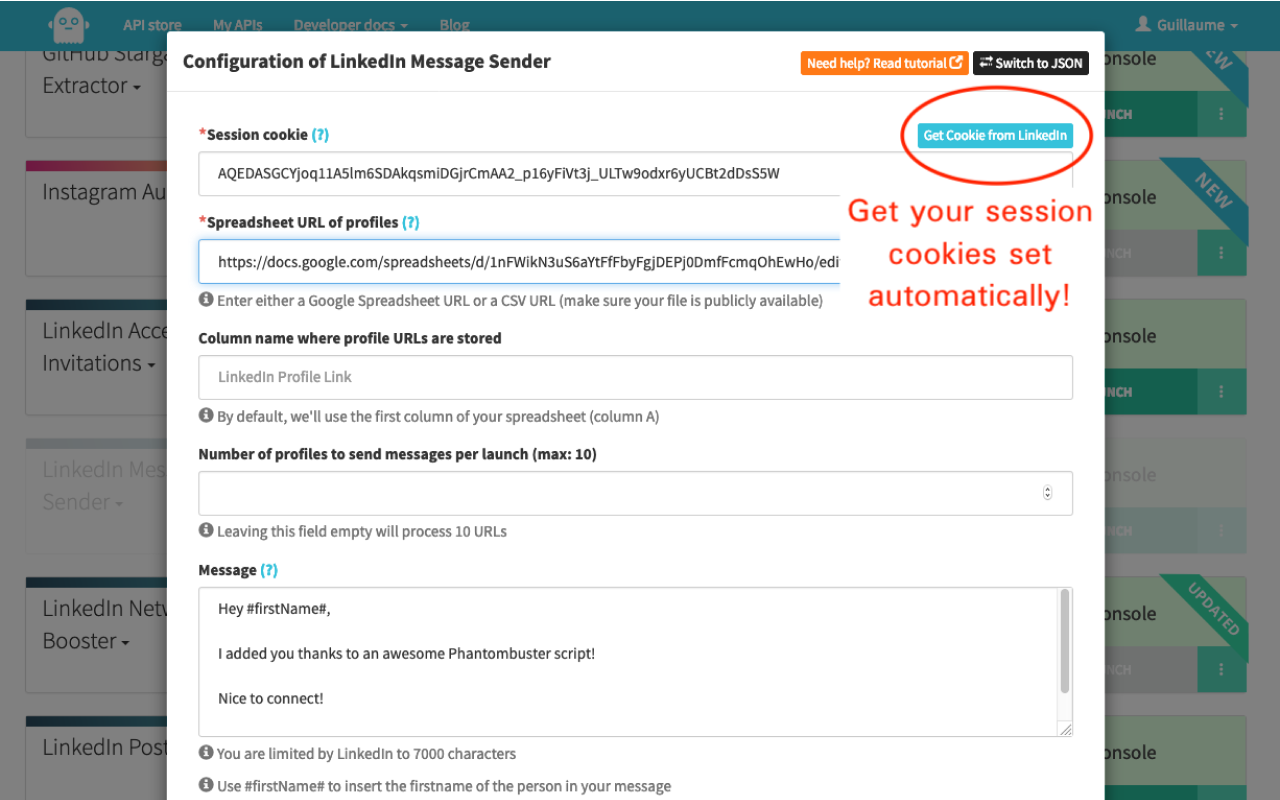 API store My APIs Developer docs Blog Guillaume
Configuration of LinkedIn Message Sender
Need help? Read tutorial Switch to JSON
*Session cookie (?)
Get Cookie from LinkedIn
AQEDASGCYjoq11A5lm6SDAkqsmiDGjrCmAA2_p16yFiVt3j_ULTw9odxr6yUCBt2dDsS5W
Get your session
cookies set
automatically!
*Spreadsheet URL of profiles (?)
https://docs.google.com/spreadsheets/d/1nFWikN3uS6aYtFfFbyFgjDEPj0DmfFcmqOhEwHo/edi
Enter either a Google Spreadsheet URL or a CSV URL (make sure your file is publicly available)
Column name where profile URLs are stored
LinkedIn Profile Link
By default, we'll use the first column of your spreadsheet (column A)
Number of profiles to send messages per launch (max: 10)
Leaving this field empty will process 10 URLs
Message (?)
Hey #firstName#,
I added you thanks to an awesome Phantombuster script!
Nice to connect!
You are limited by LinkedIn to 7000 characters
Use #firstName# to insert the firstname of the person in your message
GitHub Starga
Extractor
Instagram Au
LinkedIn Acce
Invitations
LinkedIn Mes
Sender
LinkedIn Netw
Booster
LinkedIn Post
onsole
NEW
NCH
onsole
NEW
onsole
NCH
onsole
NCH
onsole
UPDATED
NCH
onsole